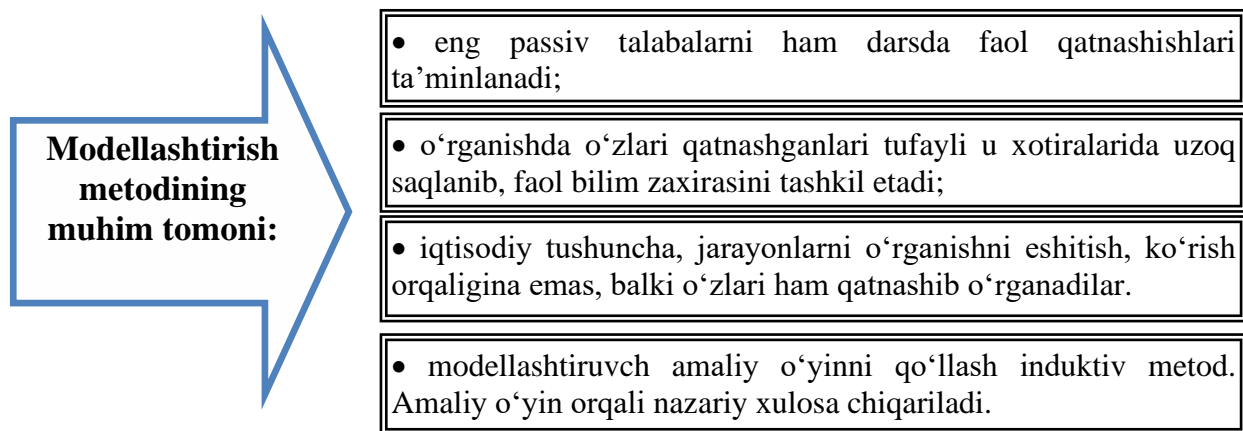 Modellashtirish
metodining
muhim tomoni:
• eng passiv talabalarni ham darsda faol qatnashishlari
ta’minlanadi;
• o‘rganishda o‘zlari qatnashganlari tufayli u xotiralarida uzoq
saqlanib, faol bilim zaxirasini tashkil etadi;
• iqtisodiy tushuncha, jarayonlarni o‘rganishni eshitish, ko‘rish
orqaligina emas, balki o‘zlari ham qatnashib o‘rganadilar.
• modellashtiruvch amaliy o‘yinni qo‘llash induktiv metod.
Amaliy o‘yin orqali nazariy xulosa chiqariladi.